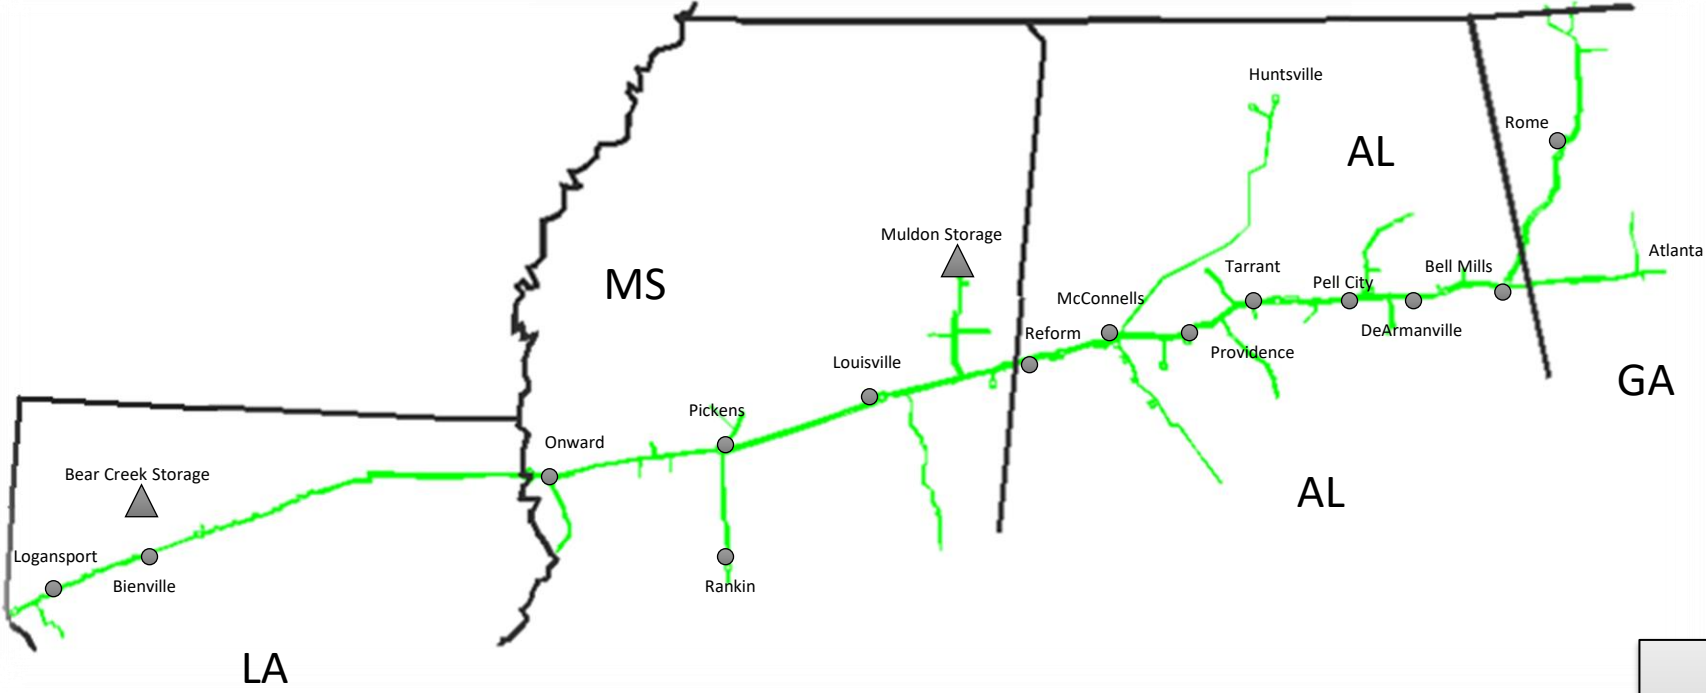 Huntsville
Rome
AL
Muldon Storage
Atlanta
Tarrant
Bell Mills
MS
Pell City
McConnells
Reform
DeArmanville
Providence
Louisville
GA
Pickens
Onward
Bear Creek Storage
AL
Logansport
Bienville
Rankin
LA